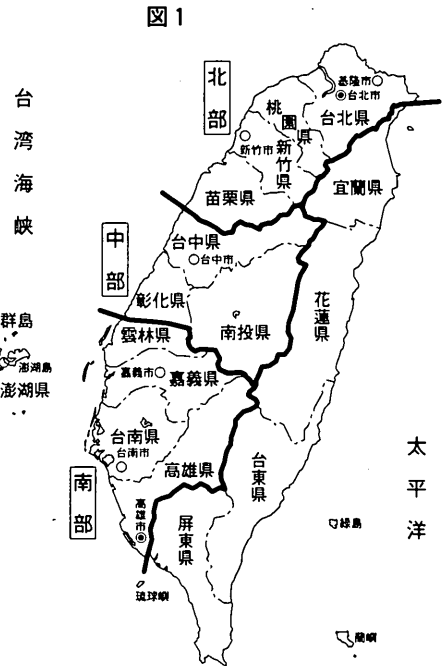 図1
台湾海峡
北部
基隆市
台北市
台北県
桃園県
新竹市
新竹県
宜蘭県
苗栗県
中部
台中県
台中市
彰化県
南投県
花蓮県
雲林県
群島
澎湖島
澎湖県
嘉義市
嘉義県
台南県
台南市
高雄県
台東県
太平洋
南部
高雄市
屏東県
緑島
琉球嶼
蘭嶼